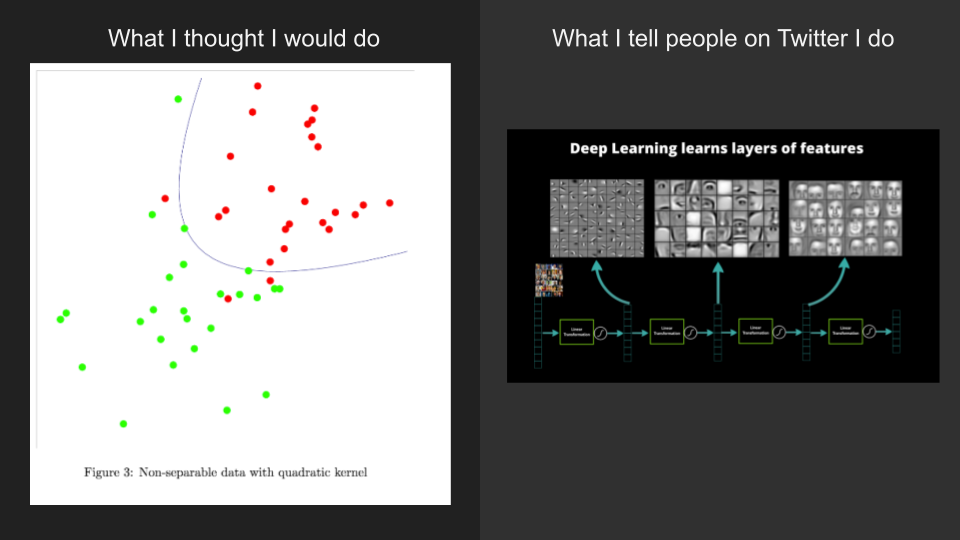 What I thought I would do
Figure 3: Non-separable data with quadratic kernel
What I tell people on Twitter I do
Deep Learning learns layers of features
Linear
Transformation
Linear
Transformation
Linear
Transformation
Linear
Transformation